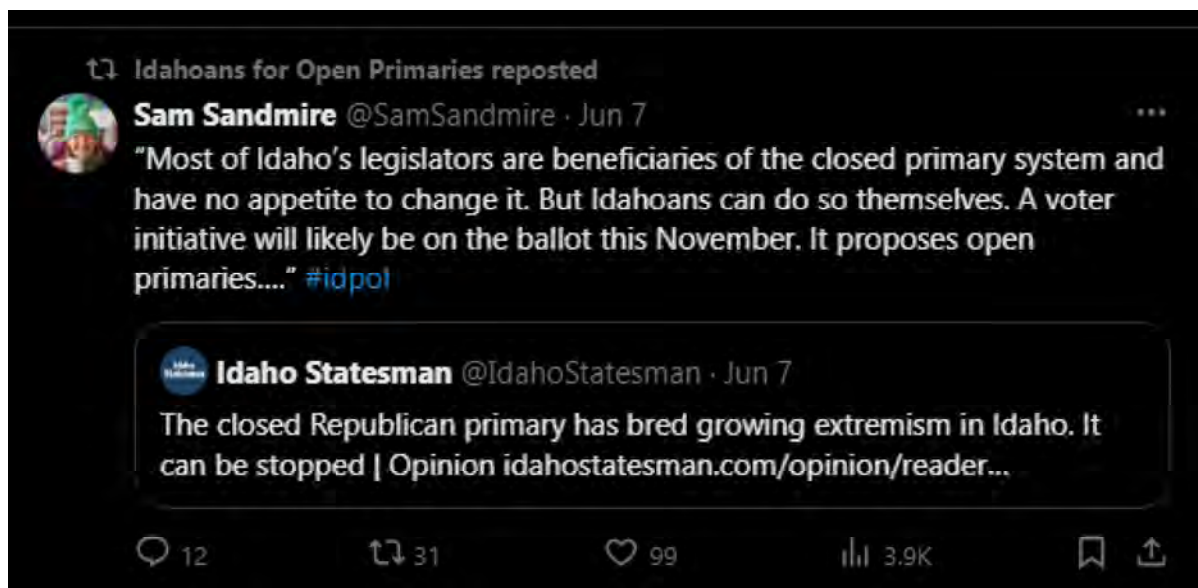 Idahoans for Open Primaries reposted
Sam Sandmire @SamSandmire · Jun 7
“Most of Idaho’s legislators are beneficiaries of the closed primary system and
have no appetite to change it. But Idahoans can do so themselves. A voter
initiative will likely be on the ballot this November. It proposes open
primaries....” #idpol
Idaho Statesman @IdahoStatesman · Jun 7
The closed Republican primary has bred growing extremism in Idaho. It
can be stopped | Opinion idahostatesman.com/opinion/reader...
12 31 99 3.9K